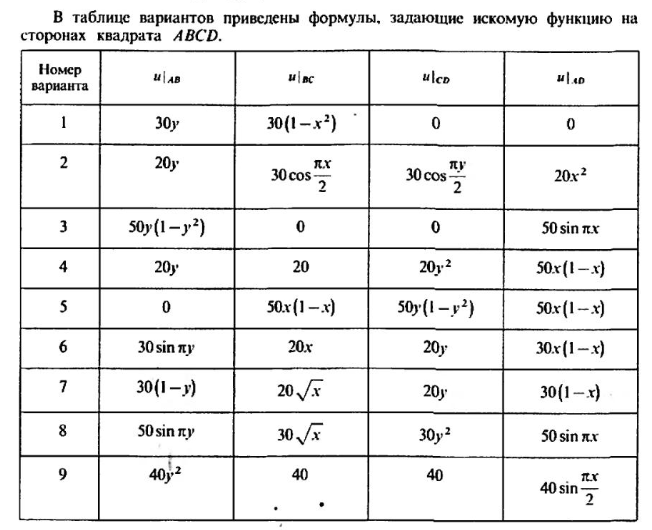 В таблице вариантов приведены формулы, задающие искомую функцию на
сторонах квадрата ABCD.
Номер варианта | u|AB | u|BC | u|CD | u|AD
1 | 30y | 30(1−x²) | 0 | 0
2 | 20y | 30cos πx/2 | 30cos πy/2 | 20x²
3 | 50y(1−y²) | 0 | 0 | 50 sin πx
4 | 20y | 20 | 20y² | 50x(1−x)
5 | 0 | 50x(1−x) | 50y(1−y²) | 50x(1−x)
6 | 30 sin πy | 20x | 20y | 30x(1−x)
7 | 30(1−y) | 20√x | 20y | 30(1−x)
8 | 50 sin πy | 30√x | 30y² | 50 sin πx
9 | 40y² | 40 | 40 | 40 sin πx/2